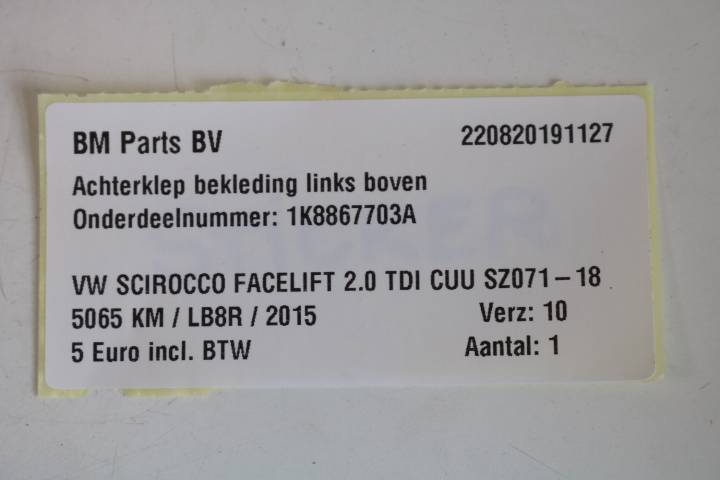 BM Parts BV 220820191127
Achterklep bekleding links boven
Onderdeelnummer: 1K8867703A
VW SCIROCCO FACELIFT 2.0 TDI CUU SZ071-18
5065 KM / LB8R / 2015 Verz: 10
5 Euro incl. BTW Aantal: 1